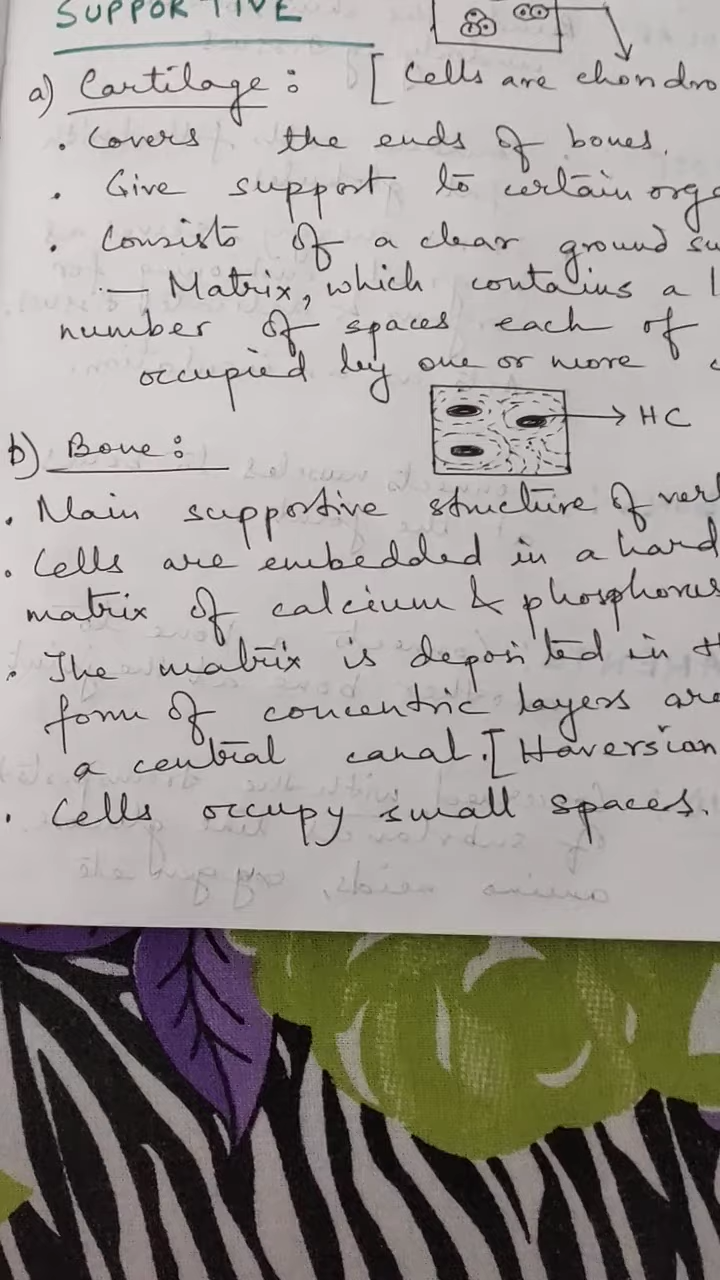 SUPPORTIVE
a) Cartilage : [ Cells are chondro
. Covers the ends of bones.
. Give support to certain orga
. Consists of a clear ground su
— Matrix, which contains a l
number of spaces each of
occupied by one or more
→ HC
b) Bone :
. Main supportive structure of vert
. Cells are embedded in a hard
matrix of calcium & phosphorus
. The matrix is deposited in th
form of concentric layers are
a central canal. [ Haversian
. Cells occupy small spaces.